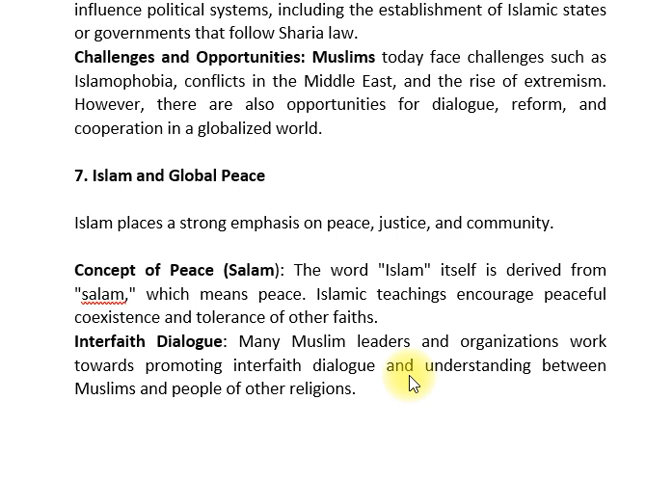 influence political systems, including the establishment of Islamic states
or governments that follow Sharia law.
Challenges and Opportunities: Muslims today face challenges such as
Islamophobia, conflicts in the Middle East, and the rise of extremism.
However, there are also opportunities for dialogue, reform, and
cooperation in a globalized world.
7. Islam and Global Peace
Islam places a strong emphasis on peace, justice, and community.
Concept of Peace (Salam): The word "Islam" itself is derived from
"salam," which means peace. Islamic teachings encourage peaceful
coexistence and tolerance of other faiths.
Interfaith Dialogue: Many Muslim leaders and organizations work
towards promoting interfaith dialogue and understanding between
Muslims and people of other religions.